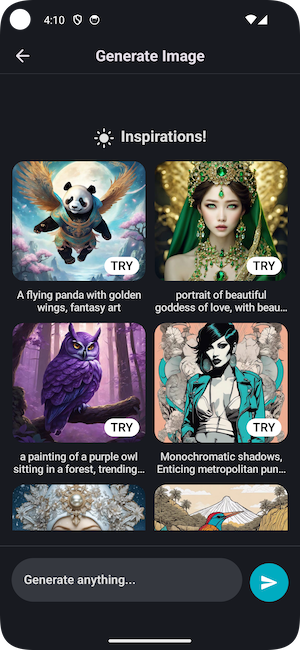 4:10
Generate Image
Inspirations!
TRY
TRY
A flying panda with golden
wings, fantasy art
portrait of beautiful
goddess of love, with beau...
TRY
TRY
a painting of a purple owl
sitting in a forest, trending...
Monochromatic shadows,
Enticing metropolitan pun...
Generate anything...